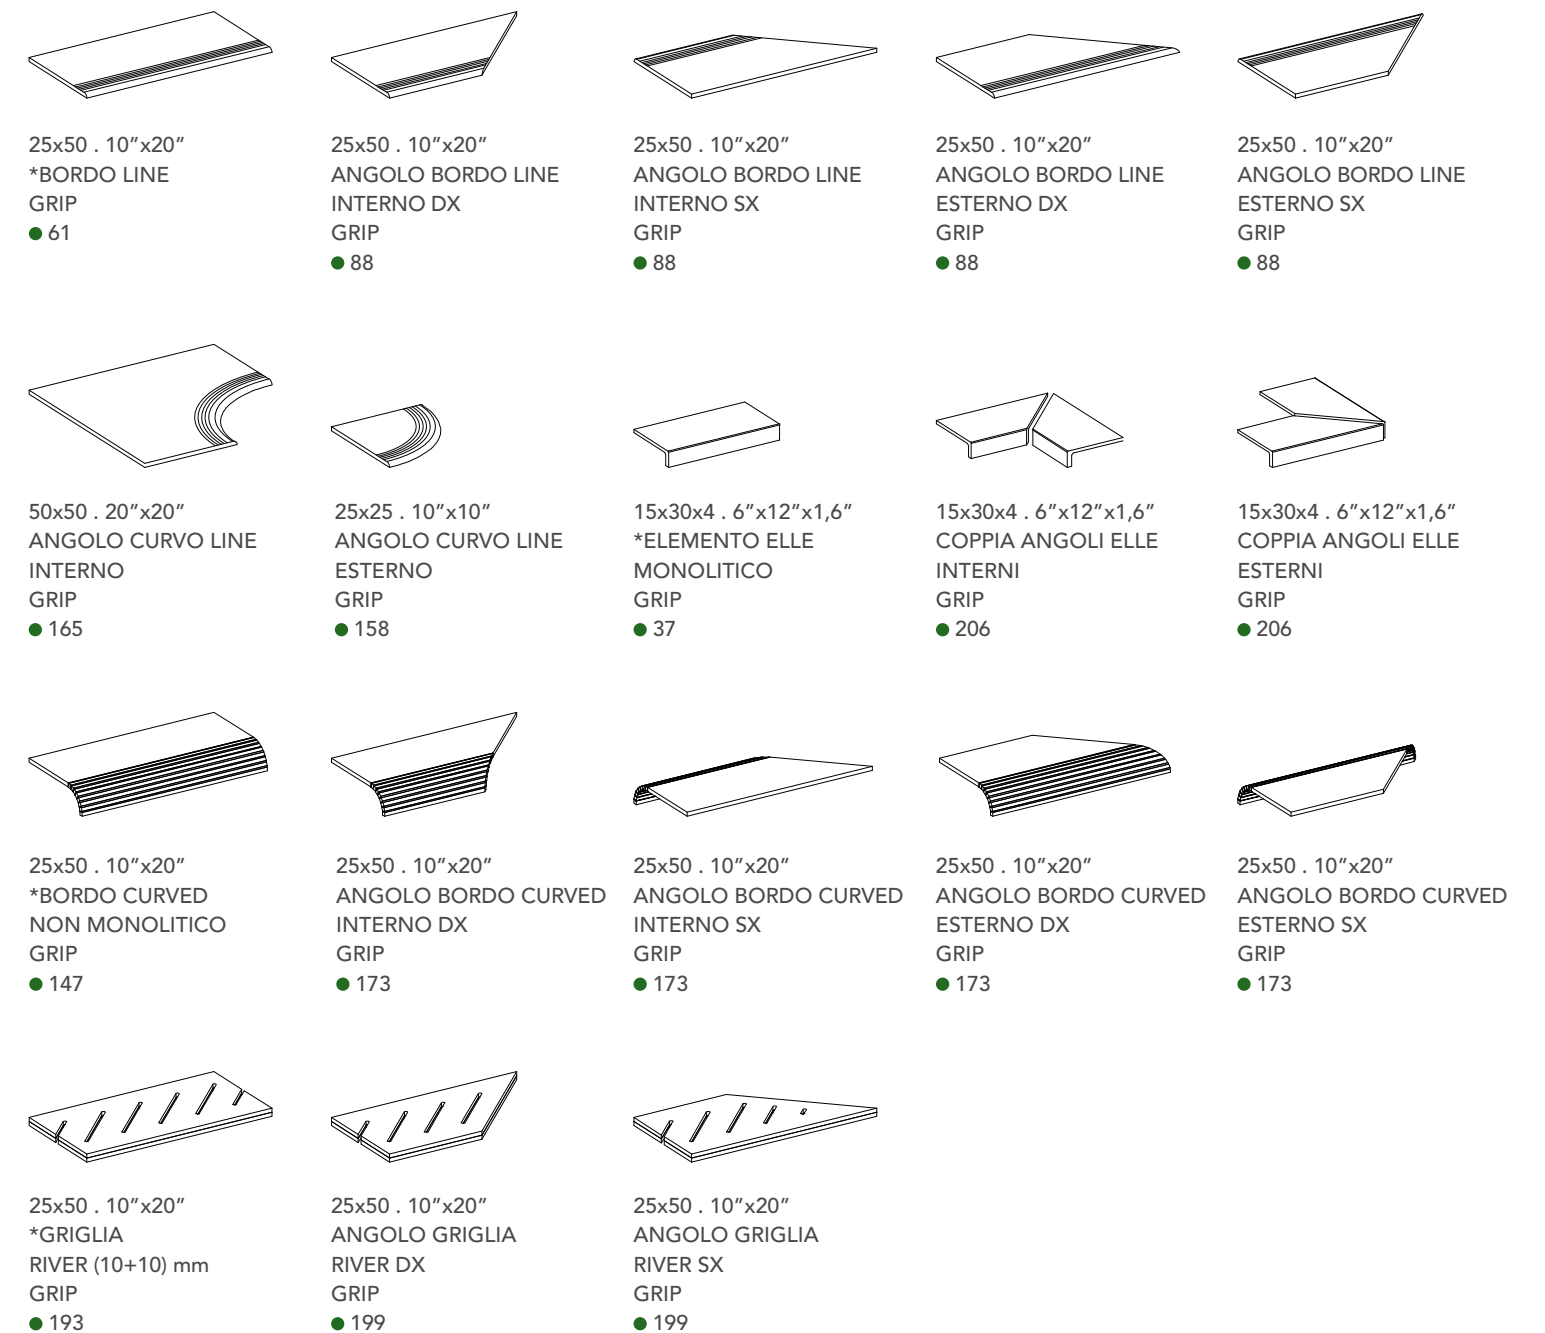 25x50 . 10”x20”
*BORDO LINE
GRIP
● 61
25x50 . 10”x20”
ANGOLO BORDO LINE
INTERNO DX
GRIP
● 88
25x50 . 10”x20”
ANGOLO BORDO LINE
INTERNO SX
GRIP
● 88
25x50 . 10”x20”
ANGOLO BORDO LINE
ESTERNO DX
GRIP
● 88
25x50 . 10”x20”
ANGOLO BORDO LINE
ESTERNO SX
GRIP
● 88
50x50 . 20”x20”
ANGOLO CURVO LINE
INTERNO
GRIP
● 165
25x25 . 10”x10”
ANGOLO CURVO LINE
ESTERNO
GRIP
● 158
15x30x4 . 6”x12”x1,6”
*ELEMENTO ELLE
MONOLITICO
GRIP
● 37
15x30x4 . 6”x12”x1,6”
COPPIA ANGOLI ELLE
INTERNI
GRIP
● 206
15x30x4 . 6”x12”x1,6”
COPPIA ANGOLI ELLE
ESTERNI
GRIP
● 206
25x50 . 10”x20”
*BORDO CURVED
NON MONOLITICO
GRIP
● 147
25x50 . 10”x20”
ANGOLO BORDO CURVED
INTERNO DX
GRIP
● 173
25x50 . 10”x20”
ANGOLO BORDO CURVED
INTERNO SX
GRIP
● 173
25x50 . 10”x20”
ANGOLO BORDO CURVED
ESTERNO DX
GRIP
● 173
25x50 . 10”x20”
ANGOLO BORDO CURVED
ESTERNO SX
GRIP
● 173
25x50 . 10”x20”
*GRIGLIA
RIVER (10+10) mm
GRIP
● 193
25x50 . 10”x20”
ANGOLO GRIGLIA
RIVER DX
GRIP
● 199
25x50 . 10”x20”
ANGOLO GRIGLIA
RIVER SX
GRIP
● 199